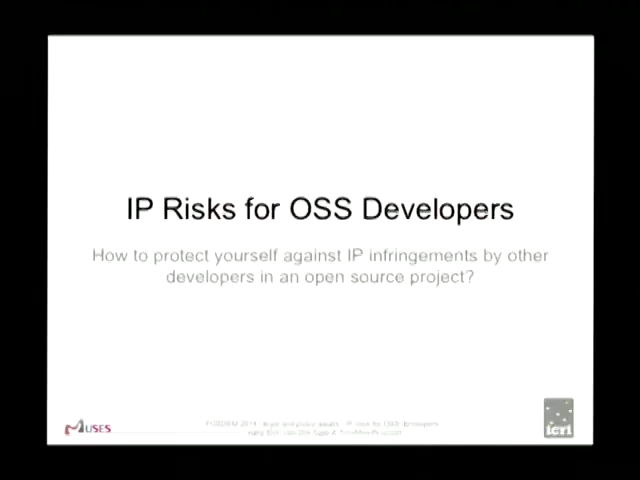 IP Risks for OSS Developers
How to protect yourself against IP infringements by other
developers in an open source project?
MUSES
icri